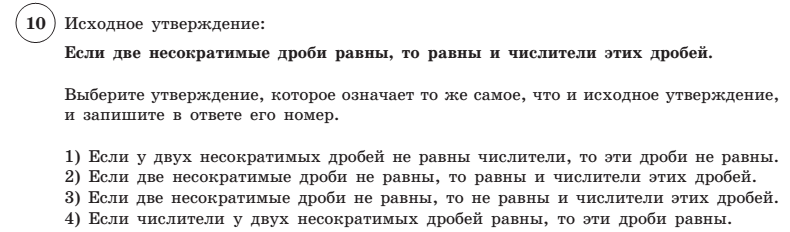 10 Исходное утверждение:
Если две несократимые дроби равны, то равны и числители этих дробей.
Выберите утверждение, которое означает то же самое, что и исходное утверждение,
и запишите в ответе его номер.
1) Если у двух несократимых дробей не равны числители, то эти дроби не равны.
2) Если две несократимые дроби не равны, то равны и числители этих дробей.
3) Если две несократимые дроби не равны, то не равны и числители этих дробей.
4) Если числители у двух несократимых дробей равны, то эти дроби равны.